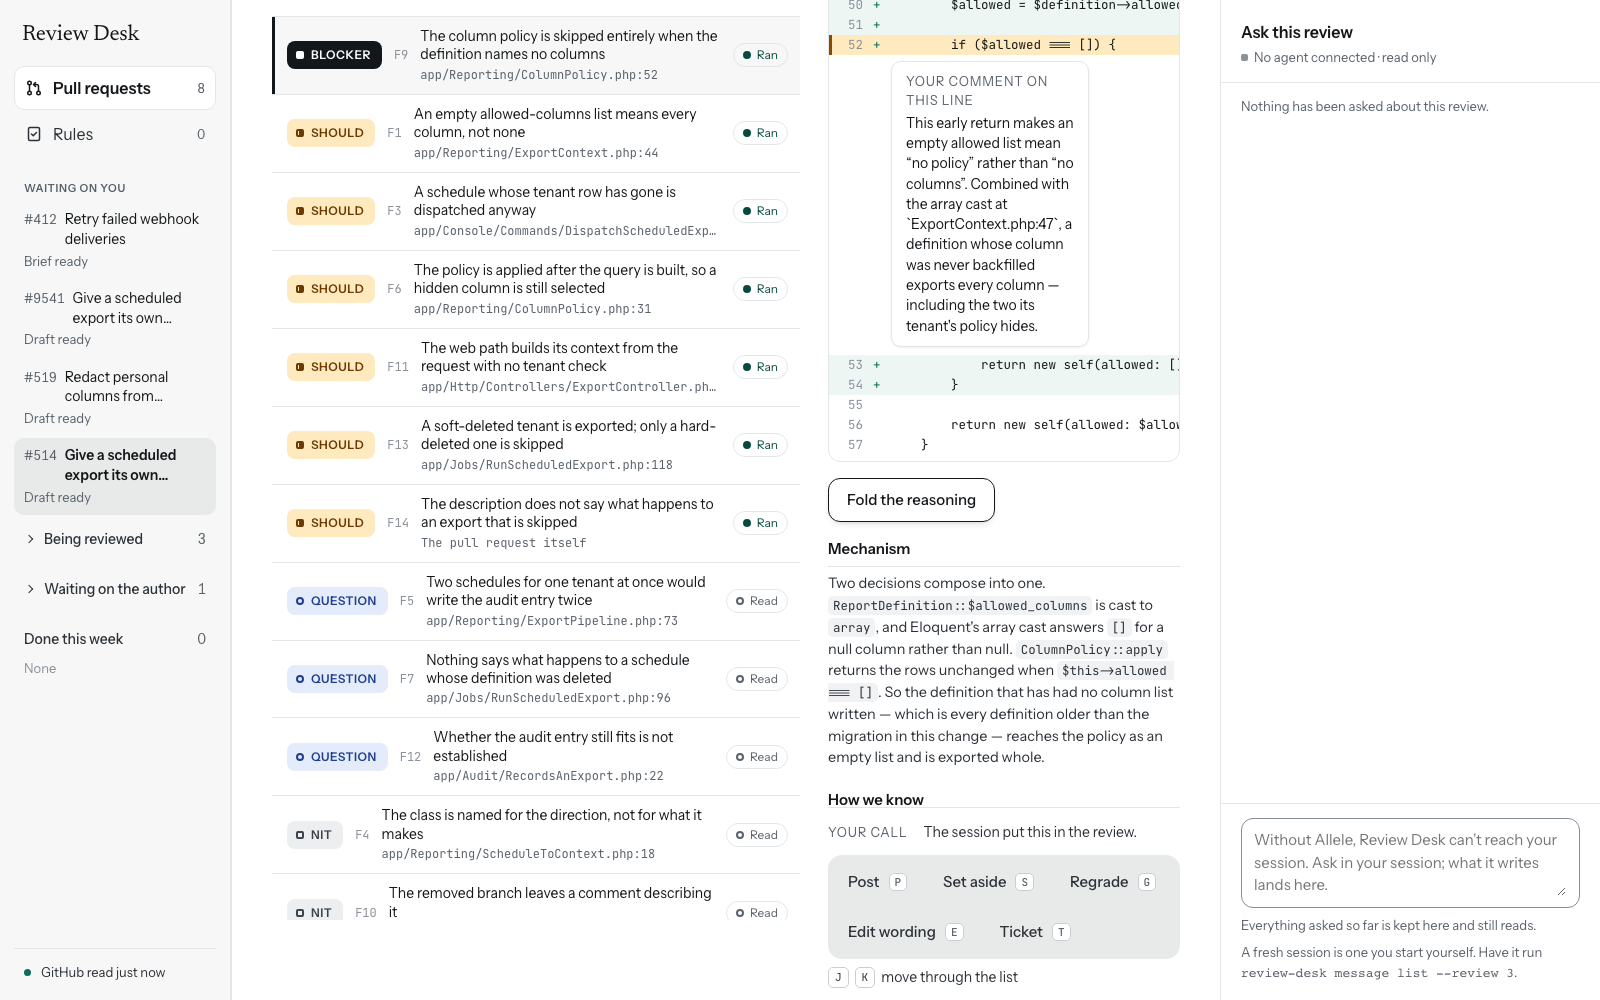 Review Desk
Pull requests 8
Rules 0
WAITING ON YOU
#412 Retry failed webhook
deliveries
Brief ready
#9541 Give a scheduled
export its own…
Draft ready
#519 Redact personal
columns from…
Draft ready
#514 Give a scheduled
export its own…
Draft ready
Being reviewed 3
Waiting on the author 1
Done this week 0
None
GitHub read just now
BLOCKER F9 The column policy is skipped entirely when the
definition names no columns
app/Reporting/ColumnPolicy.php:52
Ran
SHOULD F1 An empty allowed-columns list means every
column, not none
app/Reporting/ExportContext.php:44
Ran
SHOULD F3 A schedule whose tenant row has gone is
dispatched anyway
app/Console/Commands/DispatchScheduledExp…
Ran
SHOULD F6 The policy is applied after the query is built, so a
hidden column is still selected
app/Reporting/ColumnPolicy.php:31
Ran
SHOULD F11 The web path builds its context from the
request with no tenant check
app/Http/Controllers/ExportController.ph…
Ran
SHOULD F13 A soft-deleted tenant is exported; only a hard-
deleted one is skipped
app/Jobs/RunScheduledExport.php:118
Ran
SHOULD F14 The description does not say what happens to
an export that is skipped
The pull request itself
Ran
QUESTION F5 Two schedules for one tenant at once would
write the audit entry twice
app/Reporting/ExportPipeline.php:73
Read
QUESTION F7 Nothing says what happens to a schedule
whose definition was deleted
app/Jobs/RunScheduledExport.php:96
Read
QUESTION F12 Whether the audit entry still fits is not
established
app/Audit/RecordsAnExport.php:22
Read
NIT F4 The class is named for the direction, not for what it
makes
app/Reporting/ScheduleToContext.php:18
Read
NIT F10 The removed branch leaves a comment describing
it
Read
50 + $allowed = $definition->allowed
51 +
52 + if ($allowed === []) {
YOUR COMMENT ON
THIS LINE
This early return makes an
empty allowed list mean
“no policy” rather than “no
columns”. Combined with
the array cast at
`ExportContext.php:47`, a
definition whose column
was never backfilled
exports every column —
including the two its
tenant's policy hides.
53 + return new self(allowed: []
54 + }
55
56 return new self(allowed: $allow
57 }
Fold the reasoning
Mechanism
Two decisions compose into one.
ReportDefinition::$allowed_columns is cast to
array, and Eloquent's array cast answers [] for a
null column rather than null. ColumnPolicy::apply
returns the rows unchanged when $this->allowed
=== []. So the definition that has had no column list
written — which is every definition older than the
migration in this change — reaches the policy as an
empty list and is exported whole.
How we know
YOUR CALL The session put this in the review.
Post P Set aside S Regrade G
Edit wording E Ticket T
J K move through the list
Ask this review
No agent connected · read only
Nothing has been asked about this review.
Without Allele, Review Desk can't reach your
session. Ask in your session; what it writes
lands here.
Everything asked so far is kept here and still reads.
A fresh session is one you start yourself. Have it run
review-desk message list --review 3.